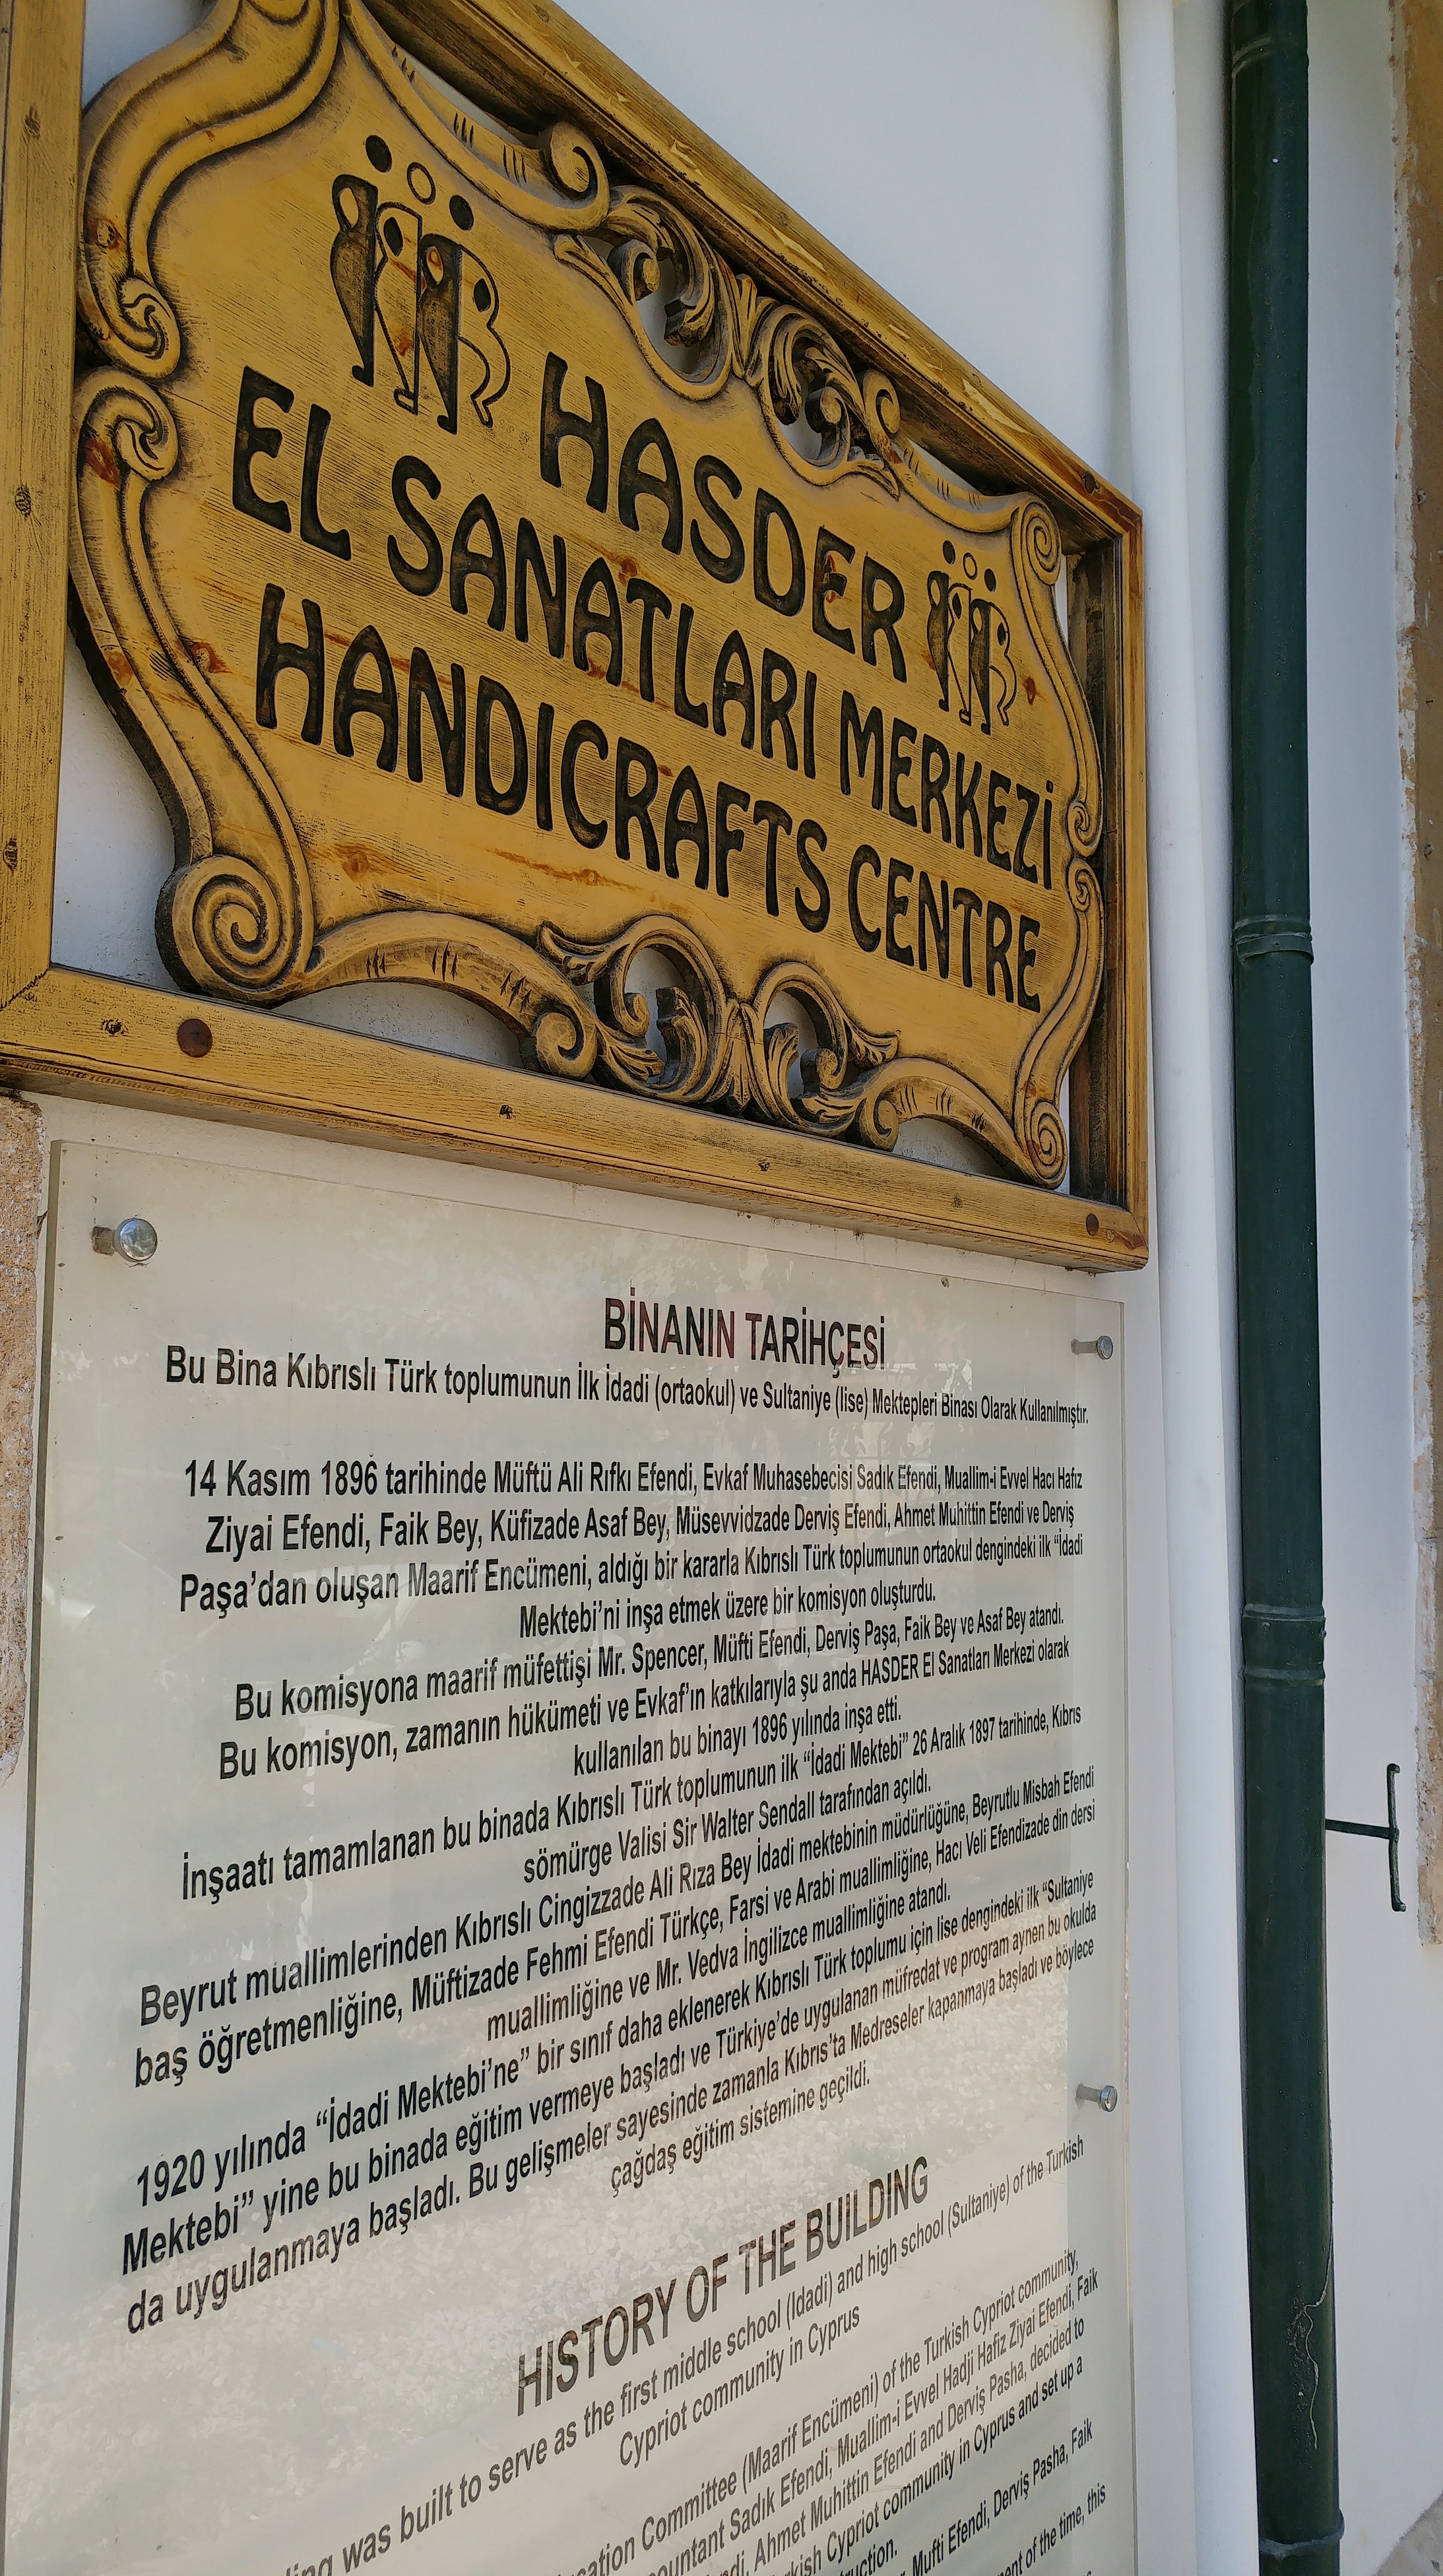 HASDER
EL SANATLARI MERKEZİ
HANDICRAFTS CENTRE
BİNANIN TARİHÇESİ
Bu Bina Kıbrıslı Türk toplumunun İlk İdadi (ortaokul) ve Sultaniye (lise) Mektepleri Binası Olarak Kullanılmıştır.
14 Kasım 1896 tarihinde Müftü Ali Rıfkı Efendi, Evkaf Muhasebecisi Sadık Efendi, Muallim-i Evvel Hacı Hafız
Ziyai Efendi, Faik Bey, Küfizade Asaf Bey, Müsevvidzade Derviş Efendi, Ahmet Muhittin Efendi ve Derviş
Paşa’dan oluşan Maarif Encümeni, aldığı bir kararla Kıbrıslı Türk toplumunun ortaokul dengindeki ilk “İdadi
Mektebi’ni inşa etmek üzere bir komisyon oluşturdu.
Bu komisyona maarif müfettişi Mr. Spencer, Müfti Efendi, Derviş Paşa, Faik Bey ve Asaf Bey atandı.
Bu komisyon, zamanın hükümeti ve Evkaf’ın katkılarıyla şu anda HASDER El Sanatları Merkezi olarak
kullanılan bu binayı 1896 yılında inşa etti.
İnşaatı tamamlanan bu binada Kıbrıslı Türk toplumunun ilk “İdadi Mektebi” 26 Aralık 1897 tarihinde, Kıbrıs
sömürge Valisi Sir Walter Sendall tarafından açıldı.
Beyrut muallimlerinden Kıbrıslı Cingizzade Ali Rıza Bey İdadi mektebinin müdürlüğüne, Beyrutlu Misbah Efendi
baş öğretmenliğine, Müftizade Fehmi Efendi Türkçe, Farsi ve Arabi muallimliğine, Hacı Veli Efendizade din dersi
muallimliğine ve Mr. Vedva İngilizce muallimliğine atandı.
1920 yılında “İdadi Mektebi’ne” bir sınıf daha eklenerek Kıbrıslı Türk toplumu için lise dengindeki ilk “Sultaniye
Mektebi” yine bu binada eğitim vermeye başladı ve Türkiye’de uygulanan müfredat ve program aynen bu okulda
da uygulanmaya başladı. Bu gelişmeler sayesinde zamanla Kıbrıs’ta Medreseler kapanmaya başladı ve böylece
çağdaş eğitim sistemine geçildi.
HISTORY OF THE BUILDING
was built to serve as the first middle school (Idadi) and high school (Sultaniye) of the Turkish
Cypriot community in Cyprus
Committee (Maarif Encümeni) of the Turkish Cypriot community,
Sadık Efendi, Muallim-i Evvel Hadji Hafiz Ziyai Efendi, Faik
Ahmet Muhittin Efendi and Derviş Pasha, decided to
Cypriot community in Cyprus and set up a
Mufti Efendi, Derviş Pasha, Faik
of the time, this